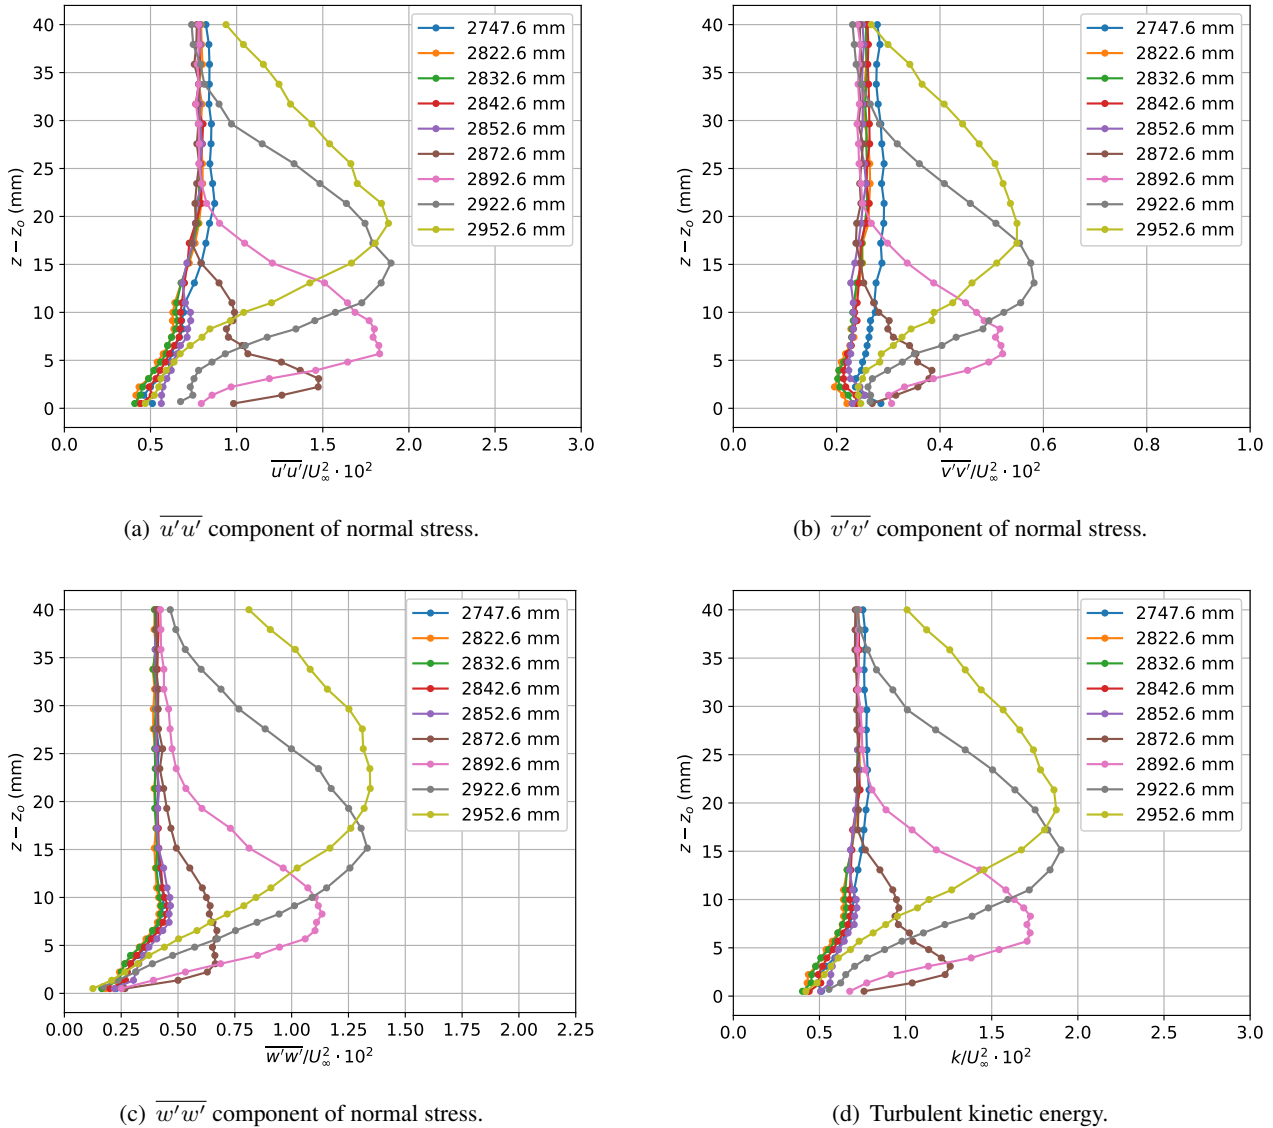 40
35
30
25
20
15
10
5
0
z − z₀ (mm)
0.0 0.5 1.0 1.5 2.0 2.5 3.0
u′u′/U²∞ · 10²
2747.6 mm
2822.6 mm
2832.6 mm
2842.6 mm
2852.6 mm
2872.6 mm
2892.6 mm
2922.6 mm
2952.6 mm
(a) u′u′ component of normal stress.
40
35
30
25
20
15
10
5
0
z − z₀ (mm)
0.0 0.2 0.4 0.6 0.8 1.0
v′v′/U²∞ · 10²
2747.6 mm
2822.6 mm
2832.6 mm
2842.6 mm
2852.6 mm
2872.6 mm
2892.6 mm
2922.6 mm
2952.6 mm
(b) v′v′ component of normal stress.
40
35
30
25
20
15
10
5
0
z − z₀ (mm)
0.00 0.25 0.50 0.75 1.00 1.25 1.50 1.75 2.00 2.25
w′w′/U²∞ · 10²
2747.6 mm
2822.6 mm
2832.6 mm
2842.6 mm
2852.6 mm
2872.6 mm
2892.6 mm
2922.6 mm
2952.6 mm
(c) w′w′ component of normal stress.
40
35
30
25
20
15
10
5
0
z − z₀ (mm)
0.0 0.5 1.0 1.5 2.0 2.5 3.0
k/U²∞ · 10²
2747.6 mm
2822.6 mm
2832.6 mm
2842.6 mm
2852.6 mm
2872.6 mm
2892.6 mm
2922.6 mm
2952.6 mm
(d) Turbulent kinetic energy.